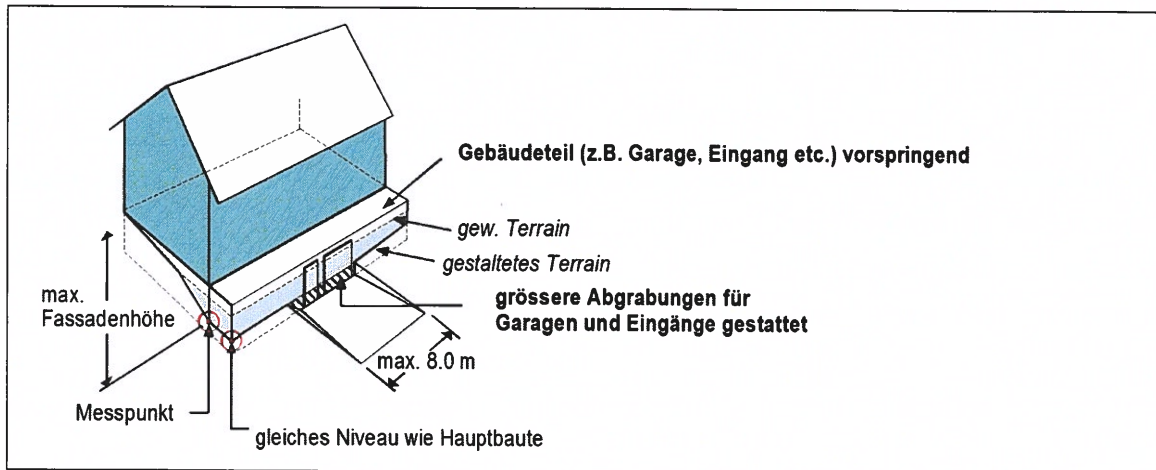 Gebäudeteil (z.B. Garage, Eingang etc.) vorspringend
gew. Terrain
gestaltetes Terrain
grössere Abgrabungen für
Garagen und Eingänge gestattet
max.
Fassadenhöhe
max. 8.0 m
Messpunkt
gleiches Niveau wie Hauptbaute